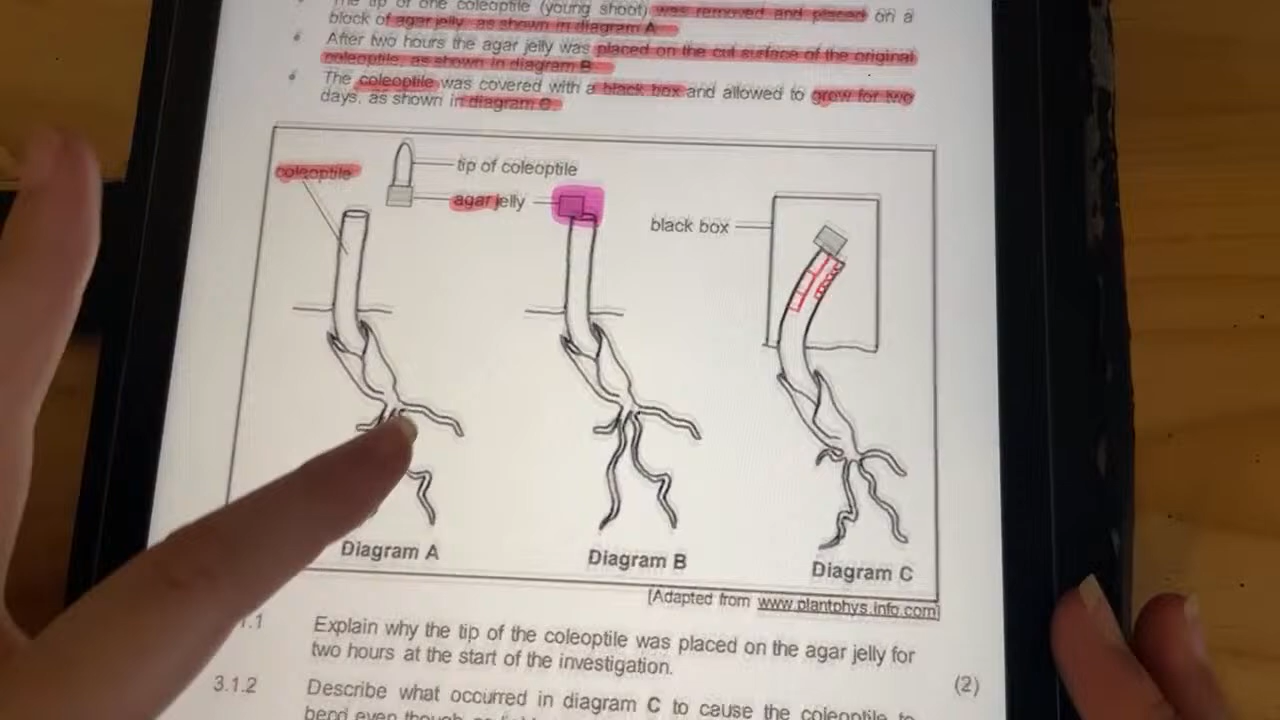 The tip of one coleoptile (young shoot) was removed and placed on a
block of agar jelly, as shown in diagram A
After two hours the agar jelly was placed on the cut surface of the original
coleoptile, as shown in diagram B
The coleoptile was covered with a black box and allowed to grow for two
days, as shown in diagram C.
coleoptile
tip of coleoptile
agar jelly
black box
Diagram A
Diagram B
Diagram C
[Adapted from www.plantphys.info.com]
.1.1 Explain why the tip of the coleoptile was placed on the agar jelly for
two hours at the start of the investigation. (2)
3.1.2 Describe what occurred in diagram C to cause the coleoptile to
bend even though